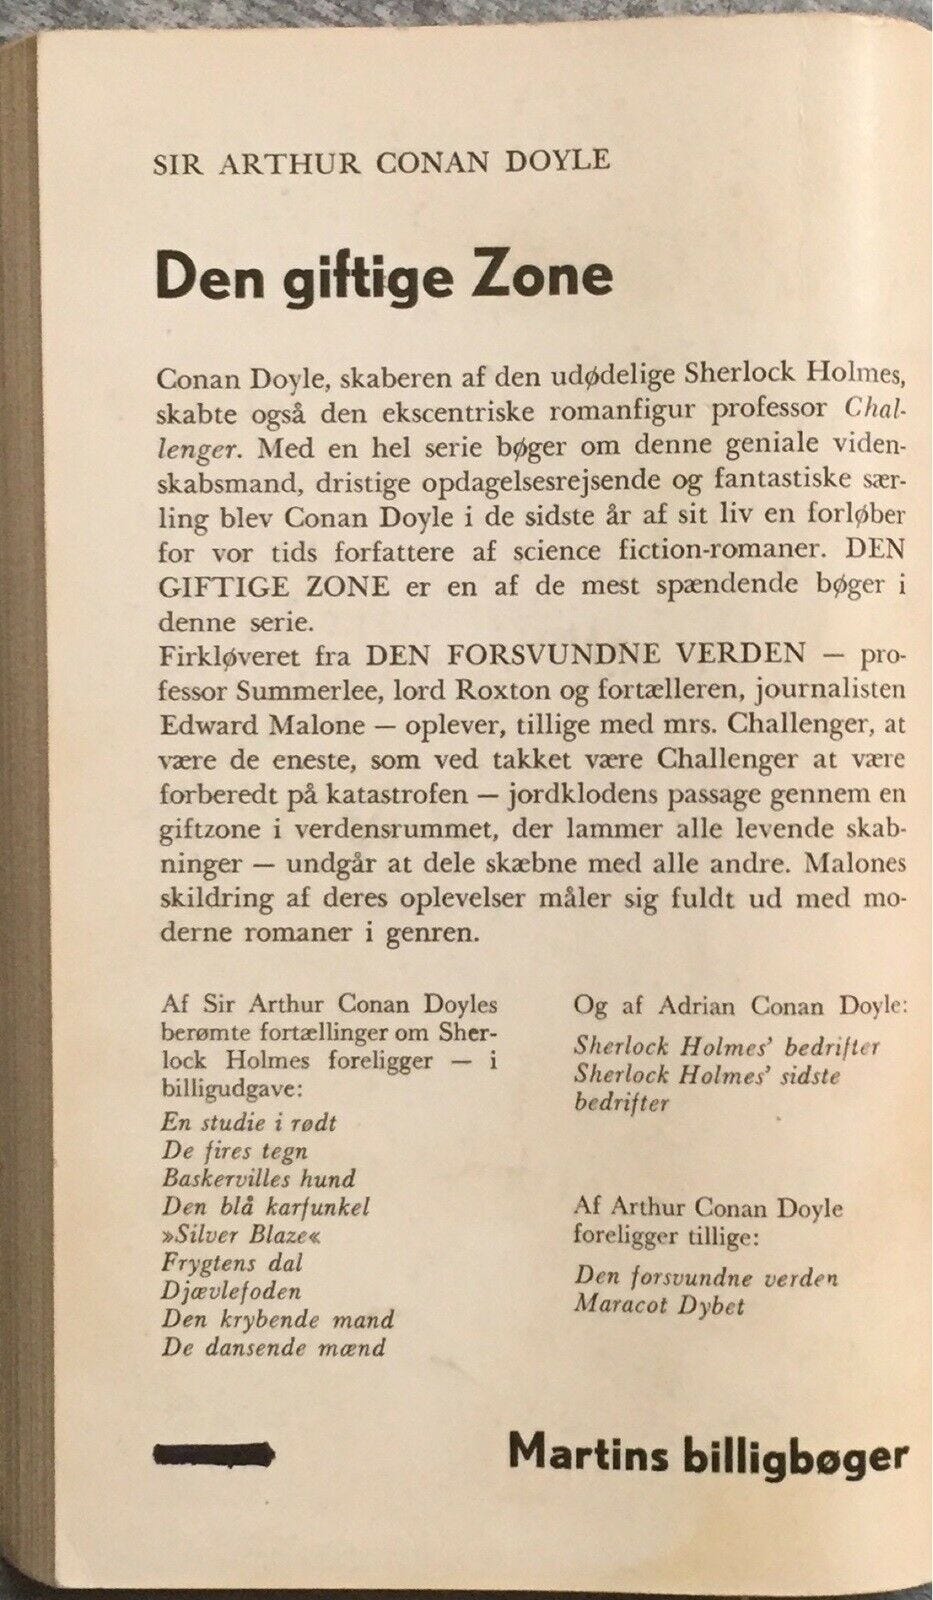 SIR ARTHUR CONAN DOYLE
Den giftige Zone
Conan Doyle, skaberen af den udødelige Sherlock Holmes,
skabte også den ekscentriske romanfigur professor Chal-
lenger. Med en hel serie bøger om denne geniale viden-
skabsmand, dristige opdagelsesrejsende og fantastiske sær-
ling blev Conan Doyle i de sidste år af sit liv en forløber
for vor tids forfattere af science fiction-romaner. DEN
GIFTIGE ZONE er en af de mest spændende bøger i
denne serie.
Firkløveret fra DEN FORSVUNDNE VERDEN — pro-
fessor Summerlee, lord Roxton og fortælleren, journalisten
Edward Malone — oplever, tillige med mrs. Challenger, at
være de eneste, som ved takket være Challenger at være
forberedt på katastrofen — jordklodens passage gennem en
giftzone i verdensrummet, der lammer alle levende skab-
ninger — undgår at dele skæbne med alle andre. Malones
skildring af deres oplevelser måler sig fuldt ud med mo-
derne romaner i genren.
Af Sir Arthur Conan Doyles
berømte fortællinger om Sher-
lock Holmes foreligger — i
billigudgave:
En studie i rødt
De fires tegn
Baskervilles hund
Den blå karfunkel
»Silver Blaze«
Frygtens dal
Djævlefoden
Den krybende mand
De dansende mænd
Og af Adrian Conan Doyle:
Sherlock Holmes' bedrifter
Sherlock Holmes' sidste
bedrifter
Af Arthur Conan Doyle
foreligger tillige:
Den forsvundne verden
Maracot Dybet
Martins billigbøger